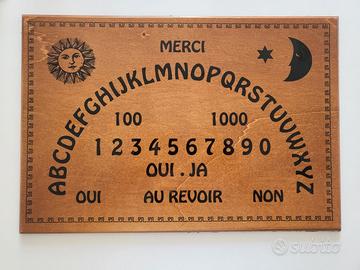 MERCI
ABCDEFGHIJKLMNOPQRSTUVWXYZ
100 1000
1234567890
OUI . JA
OUI AU REVOIR NON
subito